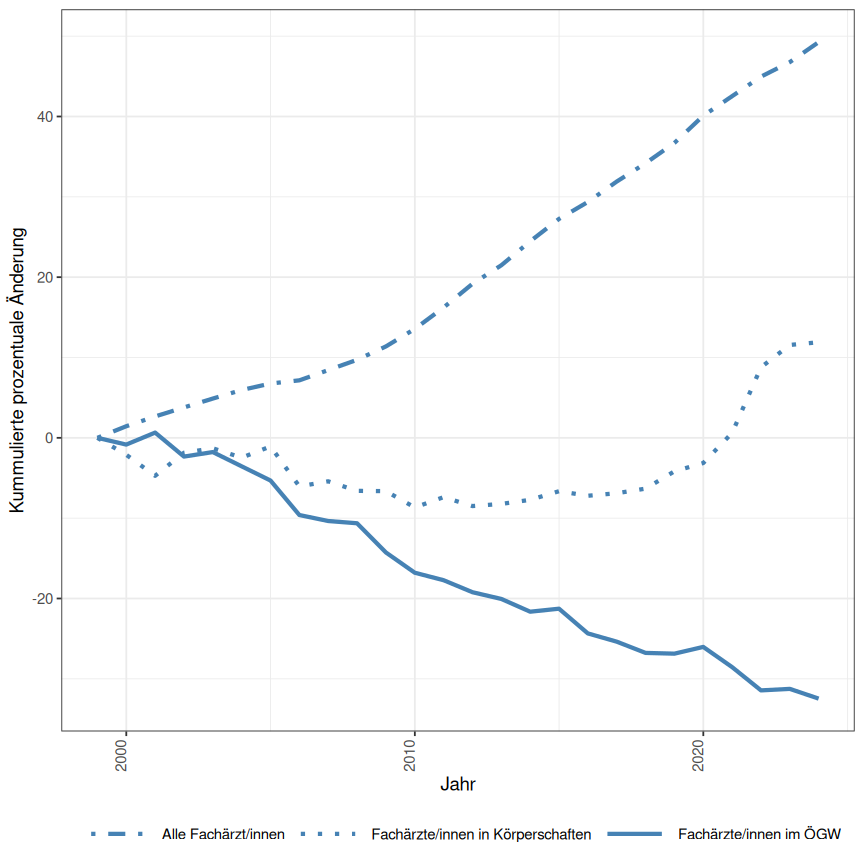 Kummulierte prozentuale Änderung
40
20
0
-20
2000
2010
2020
Jahr
Alle Fachärzt/innen
Fachärzte/innen in Körperschaften
Fachärzte/innen im ÖGW